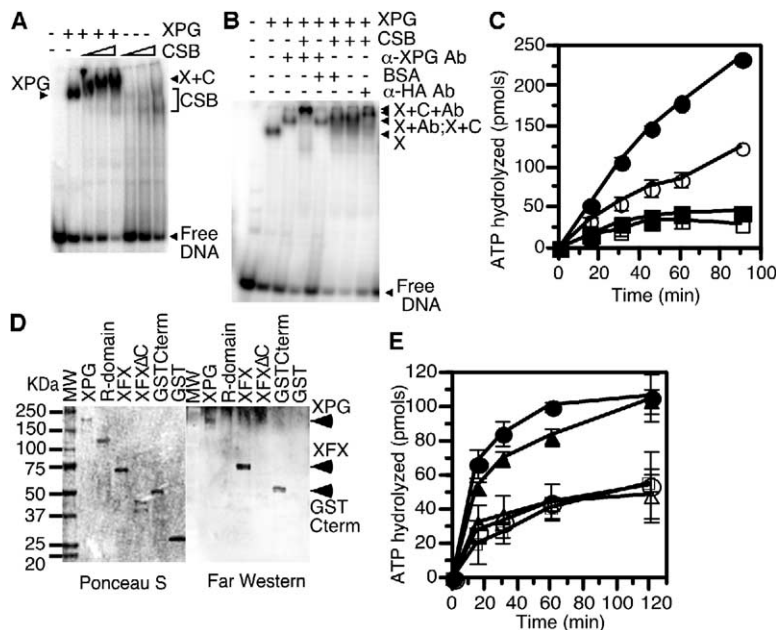 A
- + + + + - - - XPG
- - CSB
XPG
X+C
CSB
Free
DNA
B
- + + + + + + + + XPG
CSB
α-XPG Ab
BSA
α-HA Ab
X+C+Ab
X+Ab;X+C
X
Free
DNA
C
ATP hydrolyzed (pmols)
250
200
150
100
50
0
0 20 40 60 80 100
Time (min)
D
KDa
MW
XPG
R-domain
XFX
XFXΔC
GSTCterm
GST
MW
XPG
R-domain
XFX
XFXΔC
GSTCterm
GST
250
150
100
75
50
37
25
20
XPG
XFX
GST
Cterm
Ponceau S
Far Western
E
ATP hydrolyzed (pmols)
120
100
80
60
40
20
0
0 20 40 60 80 100 120
Time (min)